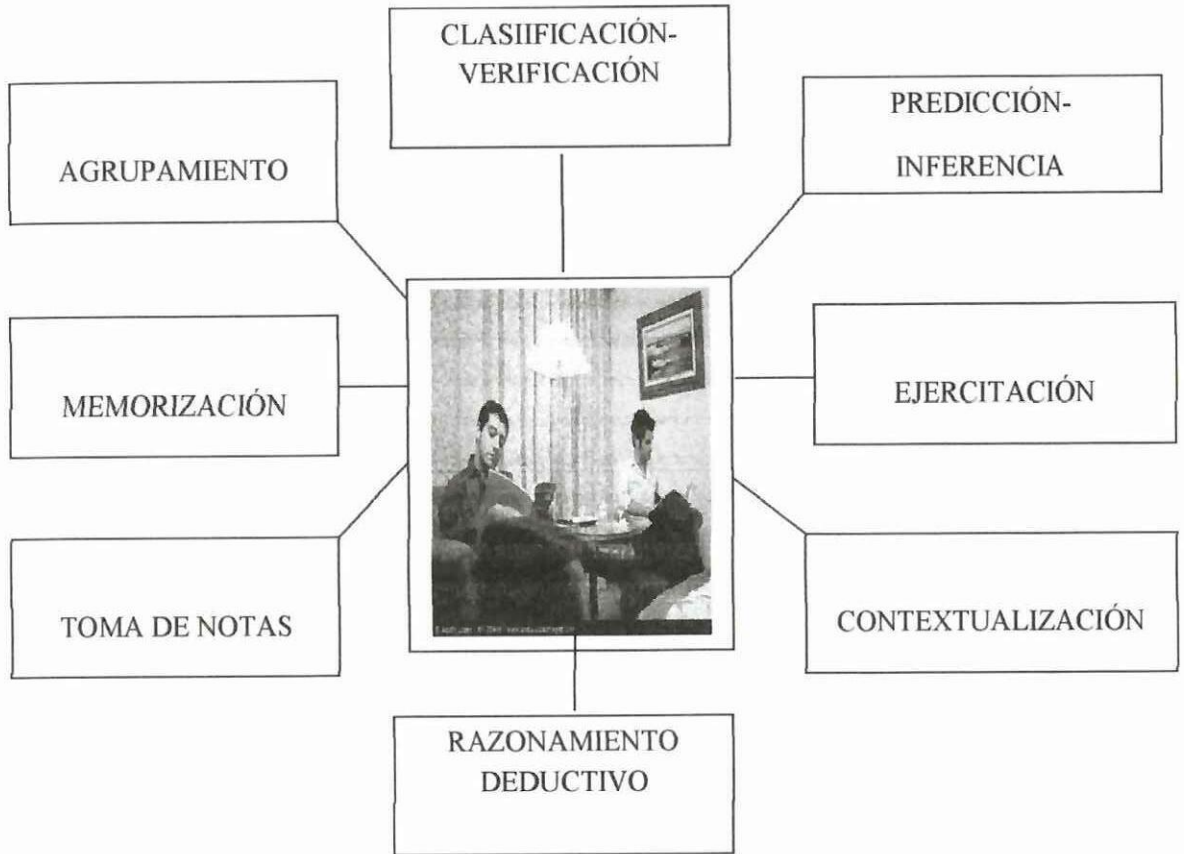 CLASIIFICACIÓN-
VERIFICACIÓN
PREDICCIÓN-
INFERENCIA
AGRUPAMIENTO
MEMORIZACIÓN
EJERCITACIÓN
TOMA DE NOTAS
CONTEXTUALIZACIÓN
RAZONAMIENTO
DEDUCTIVO